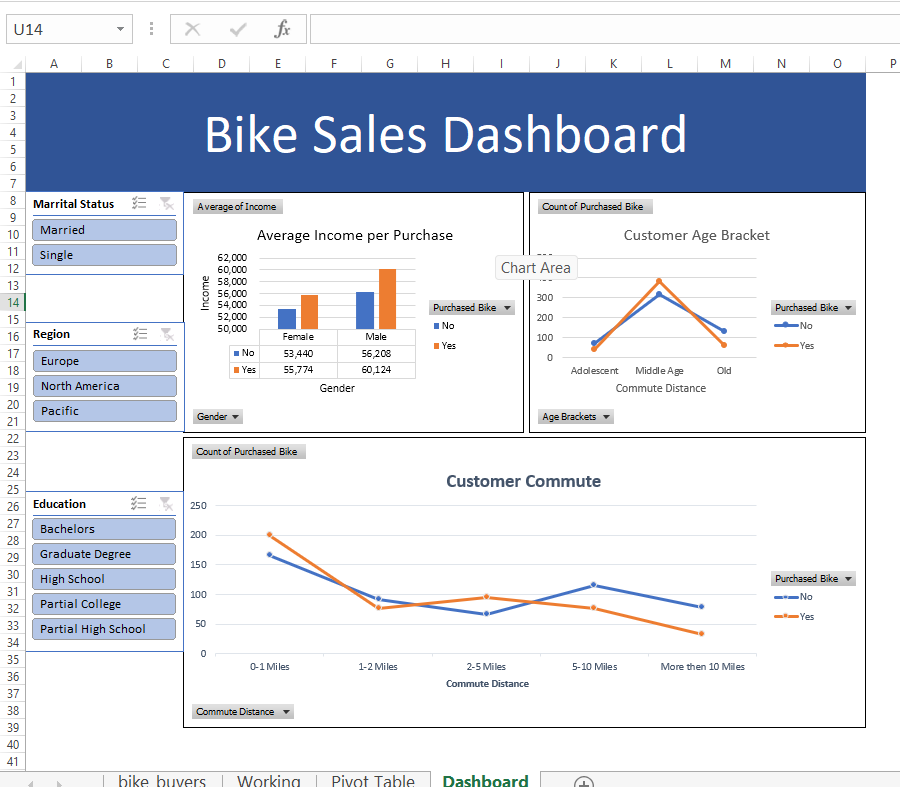 U14
fx
A B C D E F G H I J K L M N O P
1
2
3
4
5
6
7
8
9
10
11
12
13
14
15
16
17
18
19
20
21
22
23
24
25
26
27
28
29
30
31
32
33
34
35
36
37
38
39
40
41
Bike Sales Dashboard
Marrital Status
Married
Single
Region
Europe
North America
Pacific
Education
Bachelors
Graduate Degree
High School
Partial College
Partial High School
Average of Income
Average Income per Purchase
62,000
60,000
58,000
56,000
54,000
52,000
50,000
Income
Female Male
No 53,440 56,208
Yes 55,774 60,124
Gender
Purchased Bike
No
Yes
Gender
Count of Purchased Bike
Customer Age Bracket
Chart Area
300
200
100
0
Adolescent Middle Age Old
Commute Distance
Purchased Bike
No
Yes
Age Brackets
Count of Purchased Bike
Customer Commute
250
200
150
100
50
0
0-1 Miles 1-2 Miles 2-5 Miles 5-10 Miles More then 10 Miles
Commute Distance
Purchased Bike
No
Yes
Commute Distance
bike_buyers Working Pivot Table Dashboard